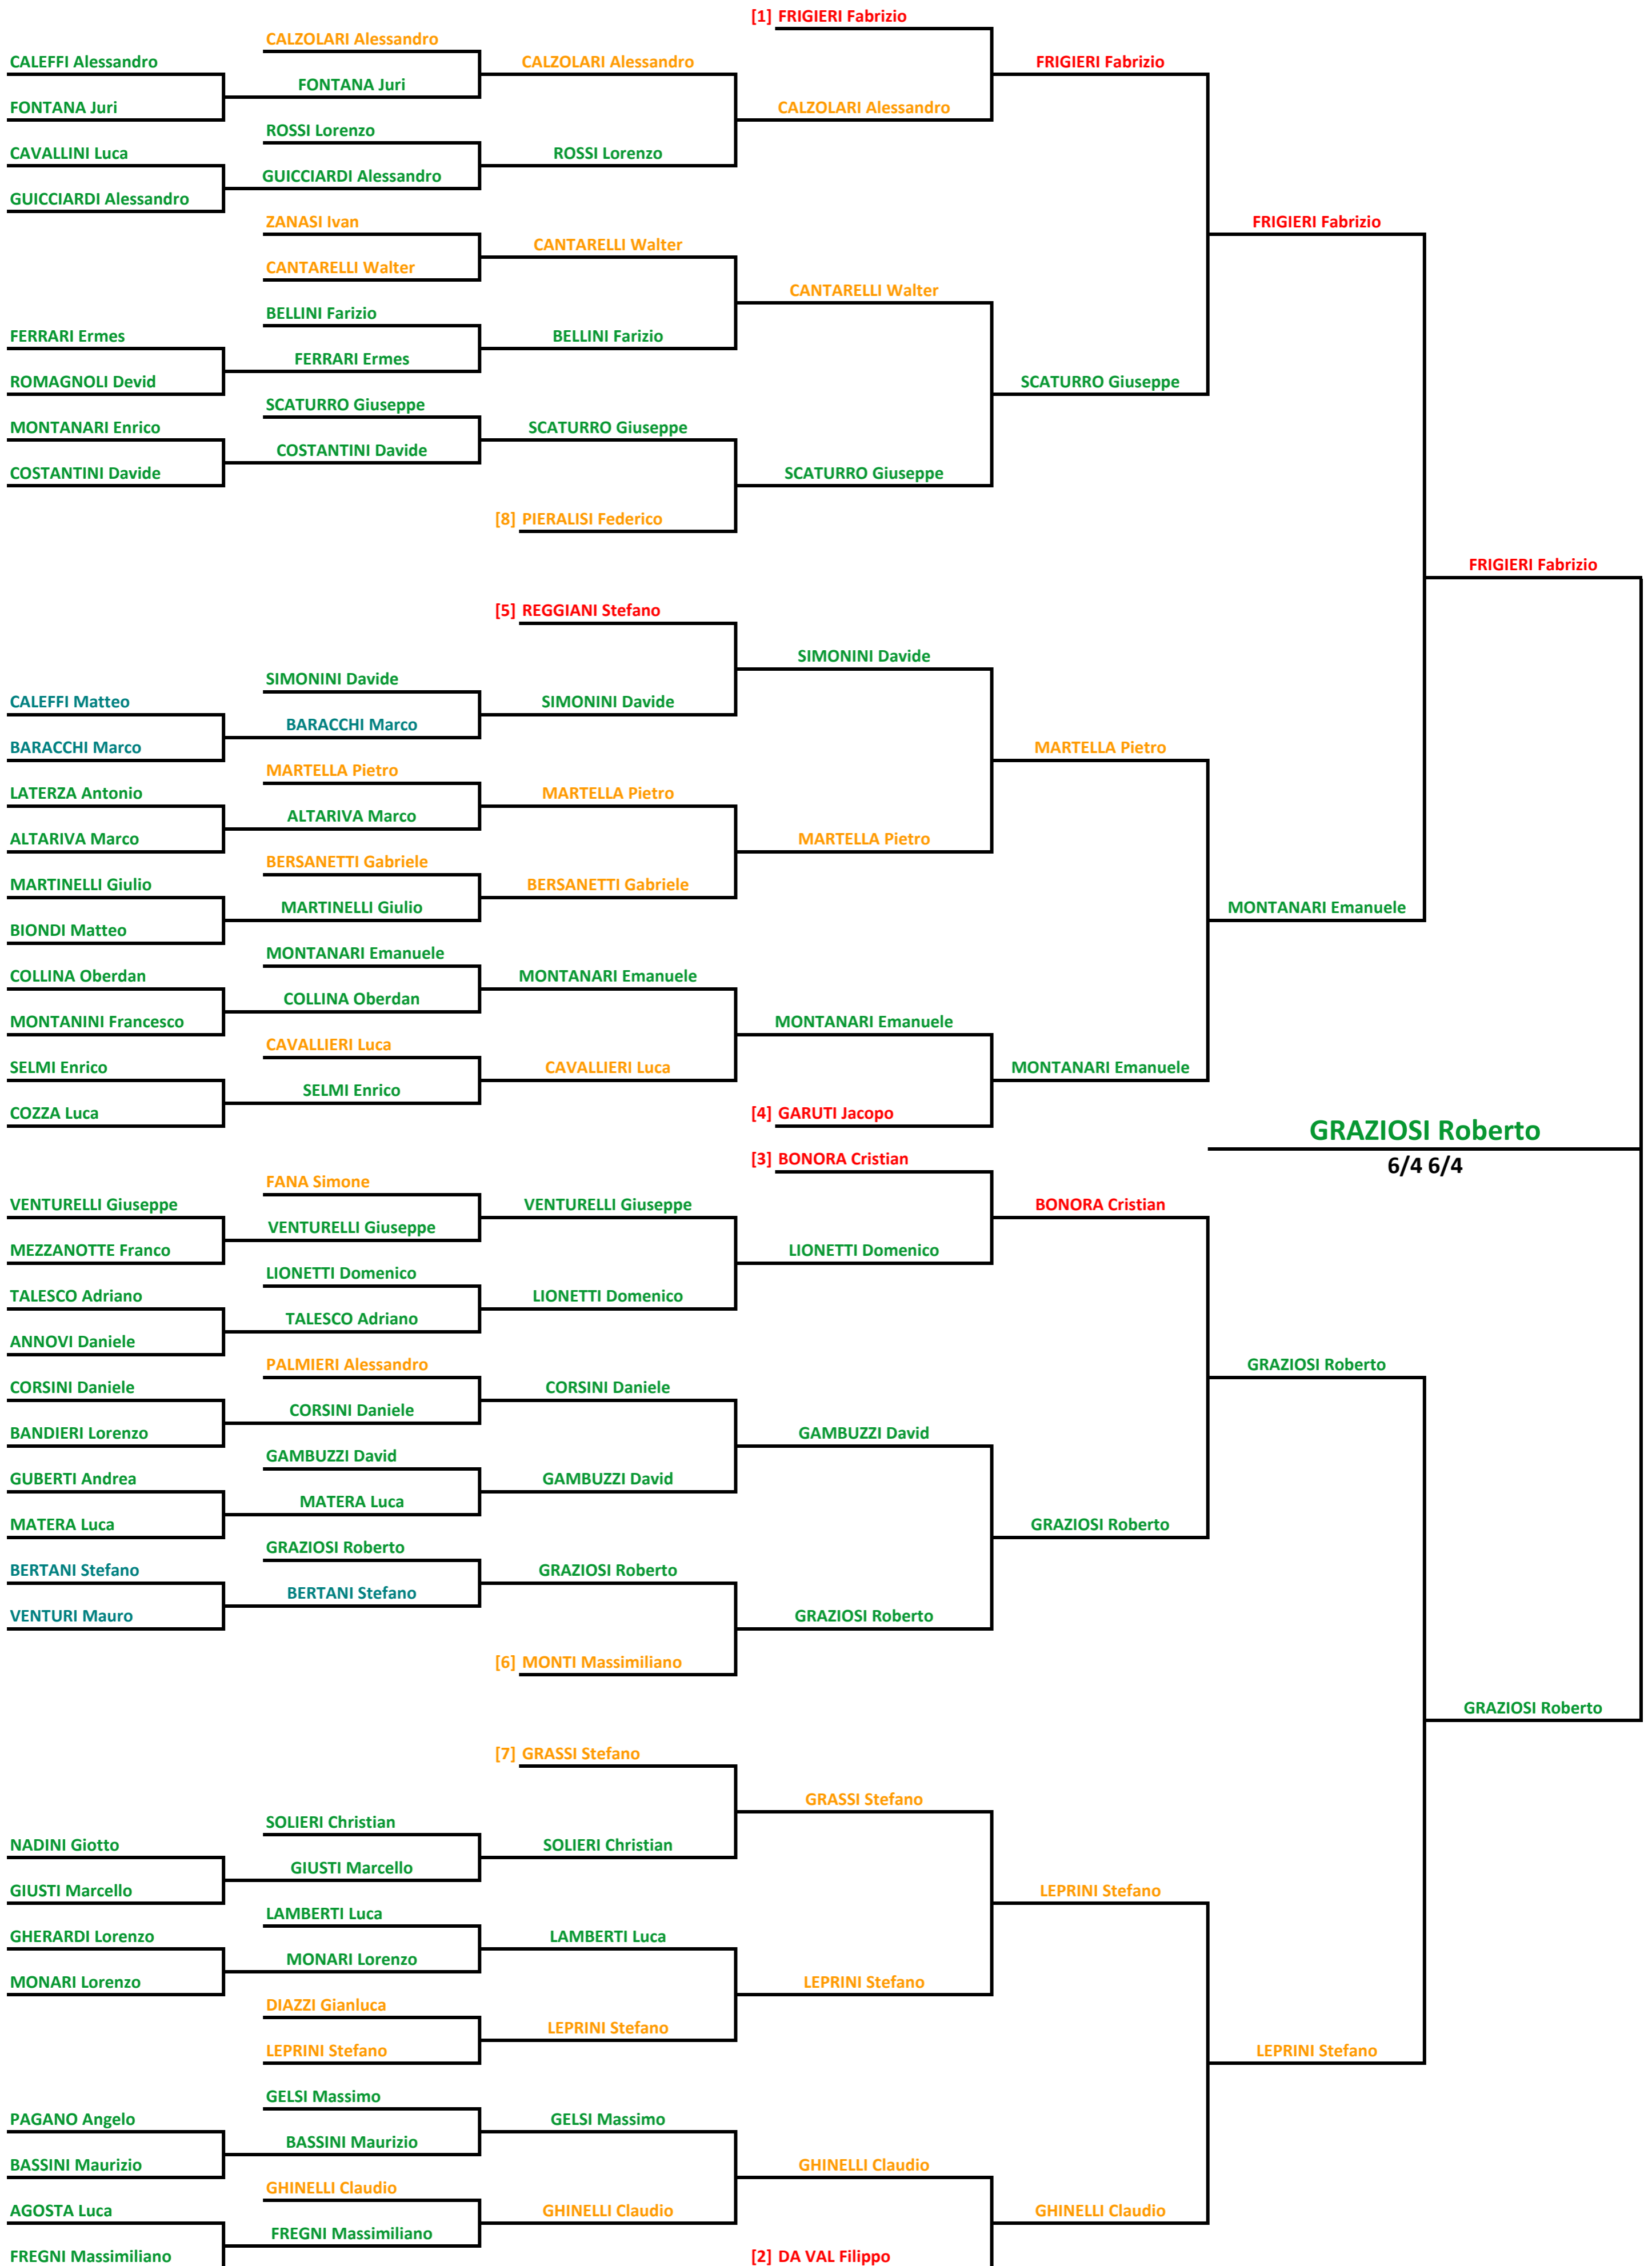 [1] FRIGIERI Fabrizio
CALZOLARI Alessandro
CALEFFI Alessandro
CALZOLARI Alessandro
FRIGIERI Fabrizio
FONTANA Juri
FONTANA Juri
CALZOLARI Alessandro
ROSSI Lorenzo
CAVALLINI Luca
ROSSI Lorenzo
GUICCIARDI Alessandro
GUICCIARDI Alessandro
ZANASI Ivan
FRIGIERI Fabrizio
CANTARELLI Walter
CANTARELLI Walter
CANTARELLI Walter
BELLINI Farizio
FERRARI Ermes
BELLINI Farizio
FERRARI Ermes
ROMAGNOLI Devid
SCATURRO Giuseppe
SCATURRO Giuseppe
MONTANARI Enrico
SCATURRO Giuseppe
COSTANTINI Davide
COSTANTINI Davide
SCATURRO Giuseppe
[8] PIERALISI Federico
FRIGIERI Fabrizio
[5] REGGIANI Stefano
SIMONINI Davide
SIMONINI Davide
CALEFFI Matteo
SIMONINI Davide
BARACCHI Marco
BARACCHI Marco
MARTELLA Pietro
MARTELLA Pietro
LATERZA Antonio
MARTELLA Pietro
ALTARIVA Marco
ALTARIVA Marco
MARTELLA Pietro
BERSANETTI Gabriele
MARTINELLI Giulio
BERSANETTI Gabriele
MARTINELLI Giulio
MONTANARI Emanuele
BIONDI Matteo
MONTANARI Emanuele
COLLINA Oberdan
MONTANARI Emanuele
COLLINA Oberdan
MONTANINI Francesco
MONTANARI Emanuele
CAVALLIERI Luca
SELMI Enrico
CAVALLIERI Luca
MONTANARI Emanuele
SELMI Enrico
COZZA Luca
[4] GARUTI Jacopo
GRAZIOSI Roberto
[3] BONORA Cristian
6/4 6/4
FANA Simone
VENTURELLI Giuseppe
VENTURELLI Giuseppe
BONORA Cristian
VENTURELLI Giuseppe
MEZZANOTTE Franco
LIONETTI Domenico
LIONETTI Domenico
TALESCO Adriano
LIONETTI Domenico
TALESCO Adriano
ANNOVI Daniele
PALMIERI Alessandro
GRAZIOSI Roberto
CORSINI Daniele
CORSINI Daniele
CORSINI Daniele
BANDIERI Lorenzo
GAMBUZZI David
GAMBUZZI David
GUBERTI Andrea
GAMBUZZI David
MATERA Luca
MATERA Luca
GRAZIOSI Roberto
GRAZIOSI Roberto
BERTANI Stefano
GRAZIOSI Roberto
BERTANI Stefano
VENTURI Mauro
GRAZIOSI Roberto
[6] MONTI Massimiliano
GRAZIOSI Roberto
[7] GRASSI Stefano
GRASSI Stefano
SOLIERI Christian
NADINI Giotto
SOLIERI Christian
GIUSTI Marcello
GIUSTI Marcello
LEPRINI Stefano
LAMBERTI Luca
GHERARDI Lorenzo
LAMBERTI Luca
MONARI Lorenzo
MONARI Lorenzo
LEPRINI Stefano
DIAZZI Gianluca
LEPRINI Stefano
LEPRINI Stefano
LEPRINI Stefano
GELSI Massimo
PAGANO Angelo
GELSI Massimo
BASSINI Maurizio
BASSINI Maurizio
GHINELLI Claudio
GHINELLI Claudio
AGOSTA Luca
GHINELLI Claudio
GHINELLI Claudio
FREGNI Massimiliano
FREGNI Massimiliano
[2] DA VAL Filippo